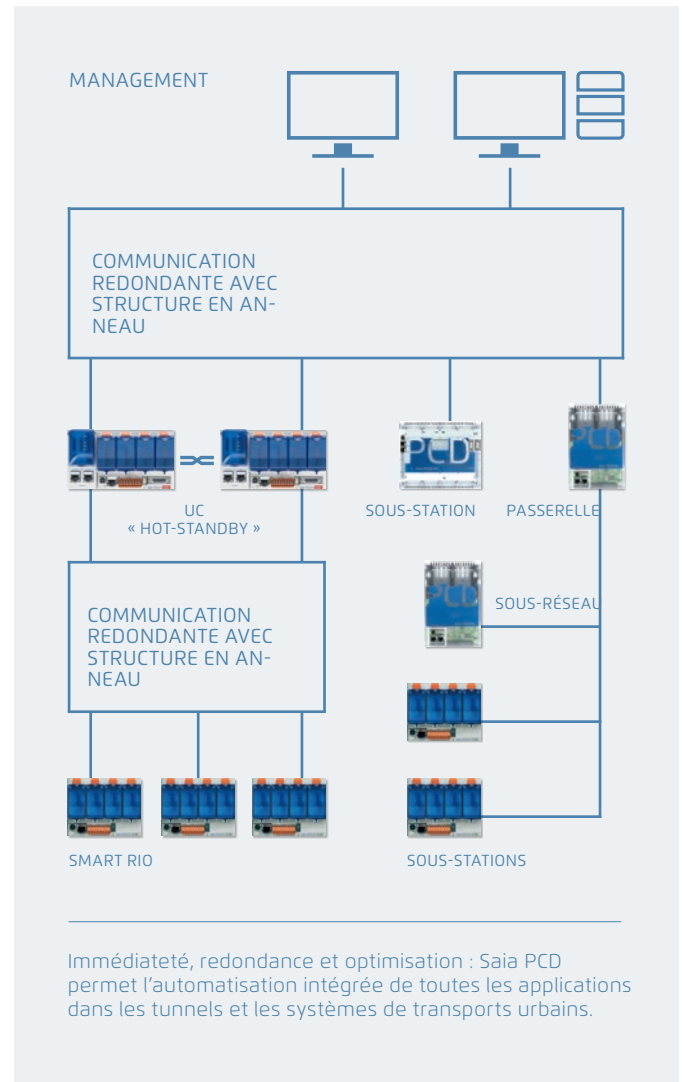 MANAGEMENT
COMMUNICATION
REDONDANTE AVEC
STRUCTURE EN AN-
NEAU
PCD
PCD
UC
« HOT-STANDBY »
SOUS-STATION
PASSERELLE
PCD
SOUS-RÉSEAU
COMMUNICATION
REDONDANTE AVEC
STRUCTURE EN AN-
NEAU
SMART RIO
SOUS-STATIONS
Immédiateté, redondance et optimisation : Saia PCD
permet l’automatisation intégrée de toutes les applications
dans les tunnels et les systèmes de transports urbains.